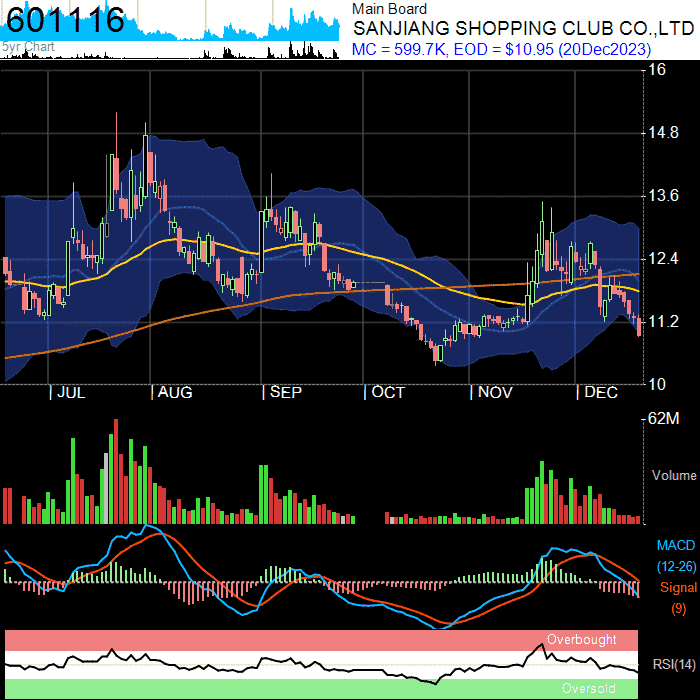 601116
5yr Chart
Main Board
SANJIANG SHOPPING CLUB CO.,LTD
MC = 599.7K, EOD = $10.95 (20Dec2023)
16
14.8
13.6
12.4
11.2
10
JUL AUG SEP OCT NOV DEC
62M
Volume
MACD
(12-26)
Signal
(9)
Overbought
RSI(14)
Oversold